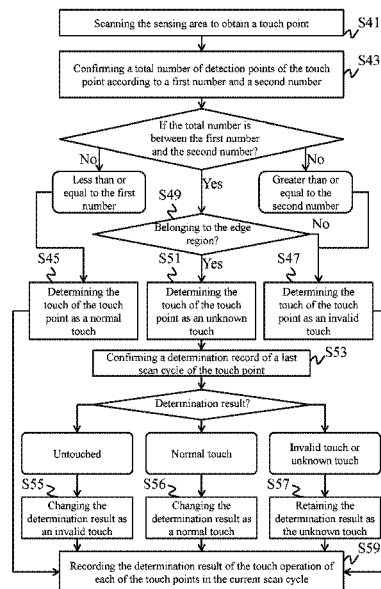 Scanning the sensing area to obtain a touch point
S41
Confirming a total number of detection points of the touch
point according to a first number and a second number
S43
If the total number is
between the first number
and the second number?
No
No
Less than or
equal to the first
number
Yes
Greater than or
equal to the
second number
S49
Belonging to the edge
region?
No
S45
S51
Yes
S47
Determining the
touch of the touch
point as a normal
touch
Determining the
touch of the touch
point as an unknown
touch
Determining the
touch of the touch
point as an invalid
touch
Confirming a determination record of a last
scan cycle of the touch point
S53
Determination result?
Untouched
Normal touch
Invalid touch or
unknown touch
S55
S56
S57
Changing the
determination result as
an invalid touch
Changing the
determination result as
a normal touch
Retaining the
determination result as
the unknown touch
S59
Recording the determination result of the touch operation of
each of the touch points in the current scan cycle